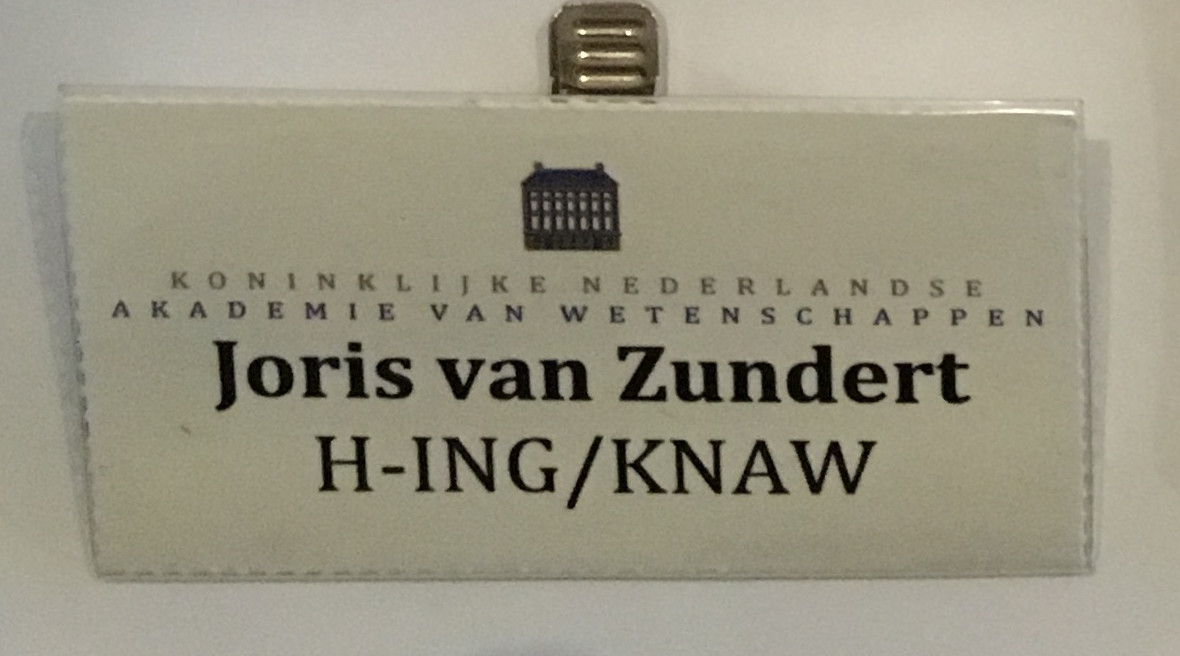 KONINKLIJKE NEDERLANDSE
AKADEMIE VAN WETENSCHAPPEN
Joris van Zundert
H-ING/KNAW